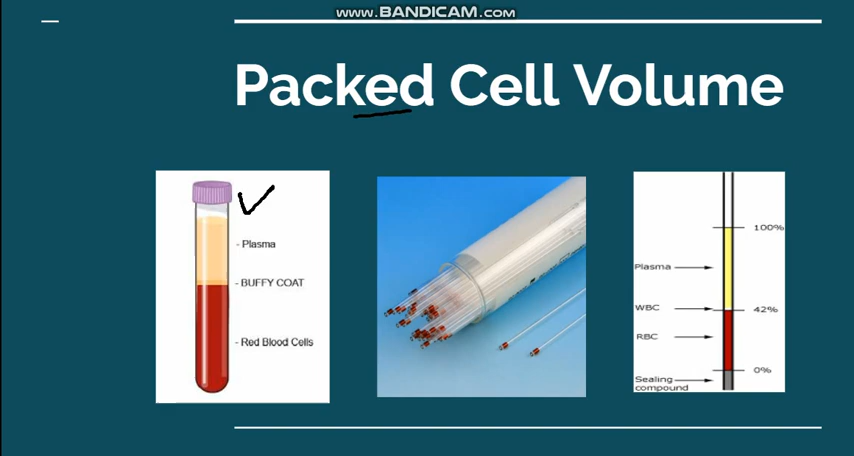 www.BANDICAM.com
Packed Cell Volume
- Plasma
- BUFFY COAT
- Red Blood Cells
100%
Plasma
WBC
42%
RBC
0%
Sealing
compound